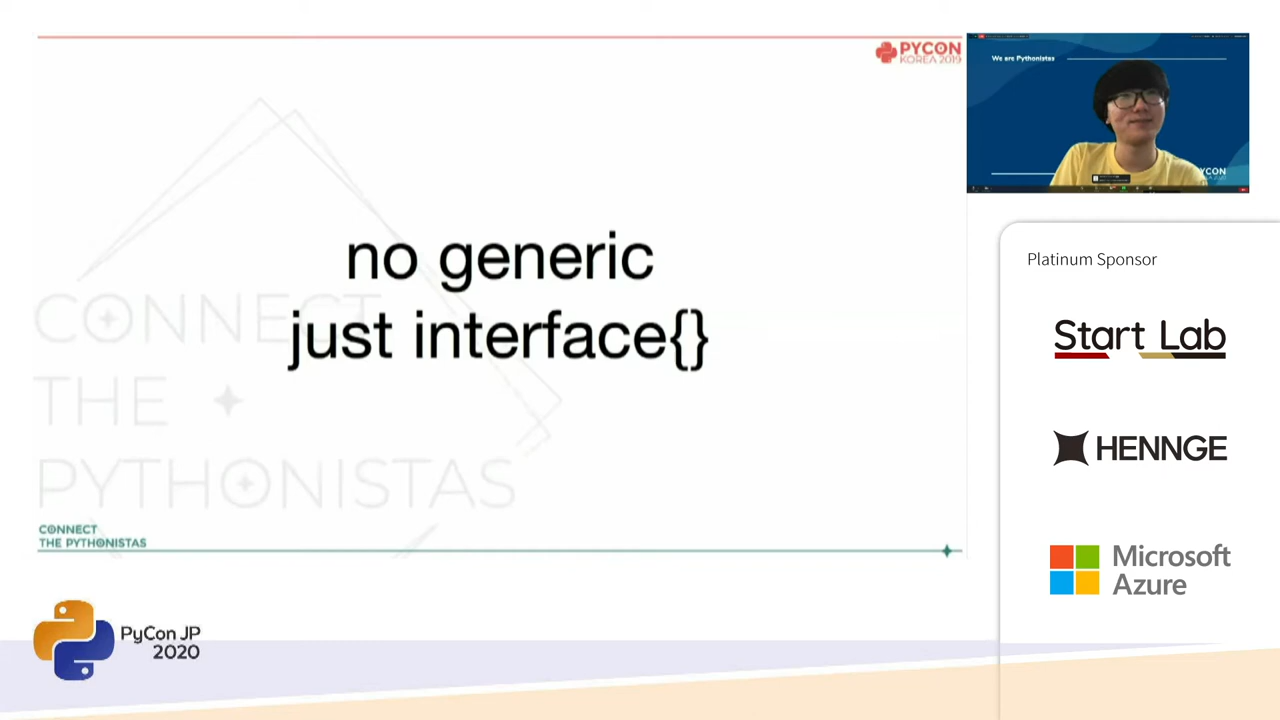 PYCON
KOREA 2019
no generic
just interface{}
CONNECT
THE
PYTHONISTAS
CONNECT
THE PYTHONISTAS
We are Pythonistas
PYCON
Platinum Sponsor
Start Lab
HENNGE
Microsoft
Azure
PyCon JP
2020